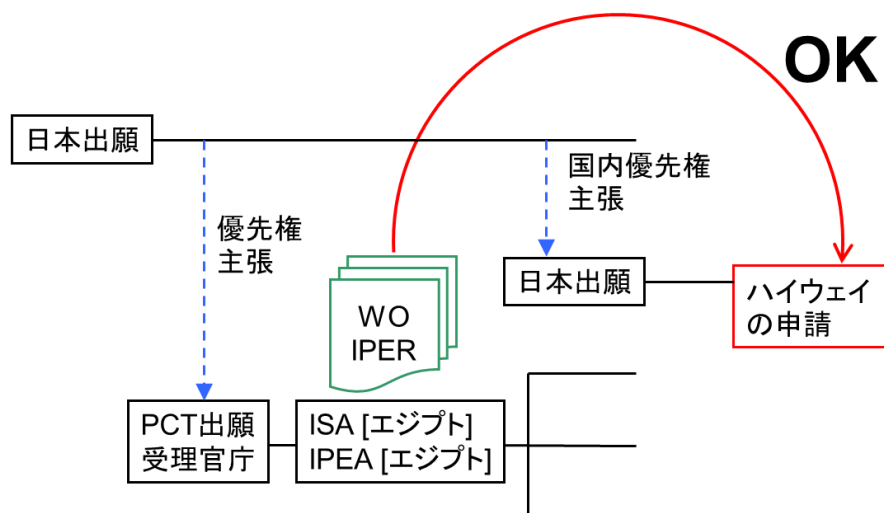 OK
日本出願
国内優先権
主張
優先権
主張
日本出願
ハイウェイ
の申請
WO
IPER
PCT出願
受理官庁
ISA [エジプト]
IPEA [エジプト]